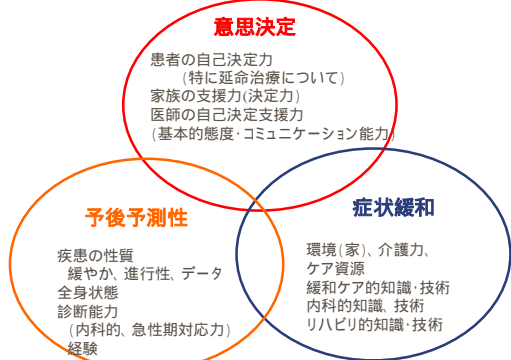 意思決定
患者の自己決定力
(特に延命治療について)
家族の支援力(決定力)
医師の自己決定支援力
(基本的態度・コミュニケーション能力)
予後予測性
疾患の性質
緩やか、進行性、データ
全身状態
診断能力
(内科的、急性期対応力)
経験
症状緩和
環境(家)、介護力、
ケア資源
緩和ケア的知識・技術
内科的知識、技術
リハビリ的知識・技術